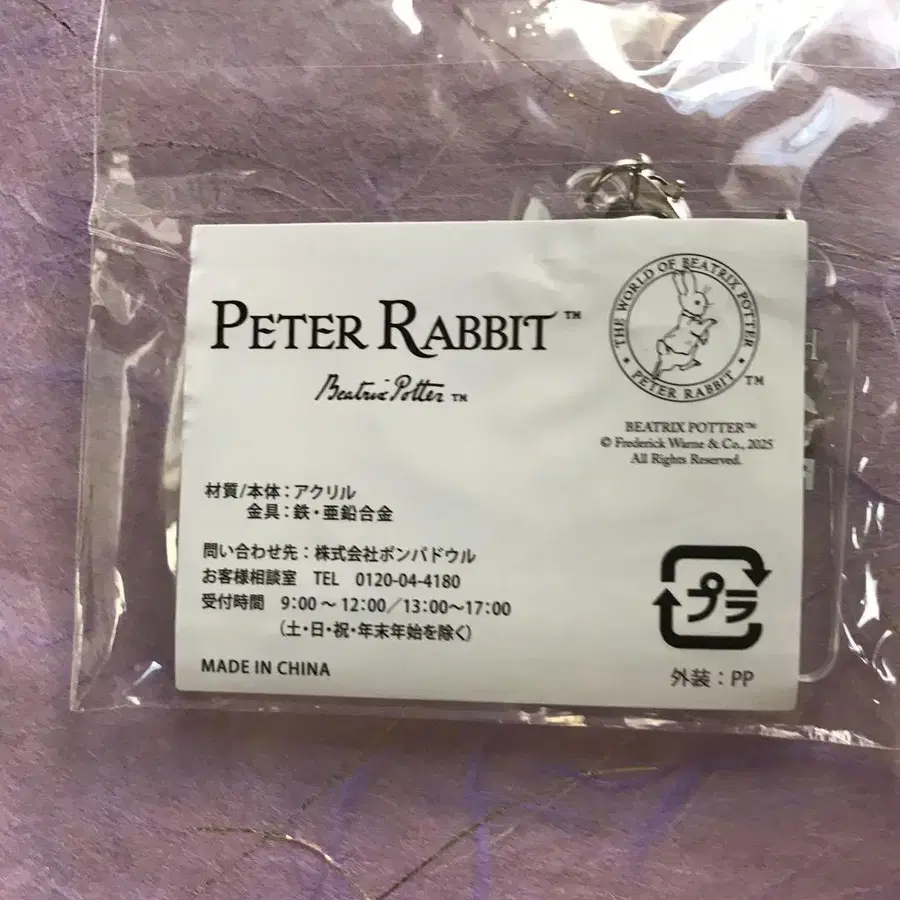 PETER RABBIT™
Beatrix Potter ™
THE WORLD OF BEATRIX POTTER
PETER RABBIT
TM
BEATRIX POTTER™
© Frederick Warne & Co., 2025
All Rights Reserved.
材質/本体：アクリル
金具：鉄・亜鉛合金
問い合わせ先：株式会社ポンパドウル
お客様相談室 TEL 0120-04-4180
受付時間 9：00～12：00／13：00～17：00
（土・日・祝・年末年始を除く）
MADE IN CHINA
プラ
外装：PP